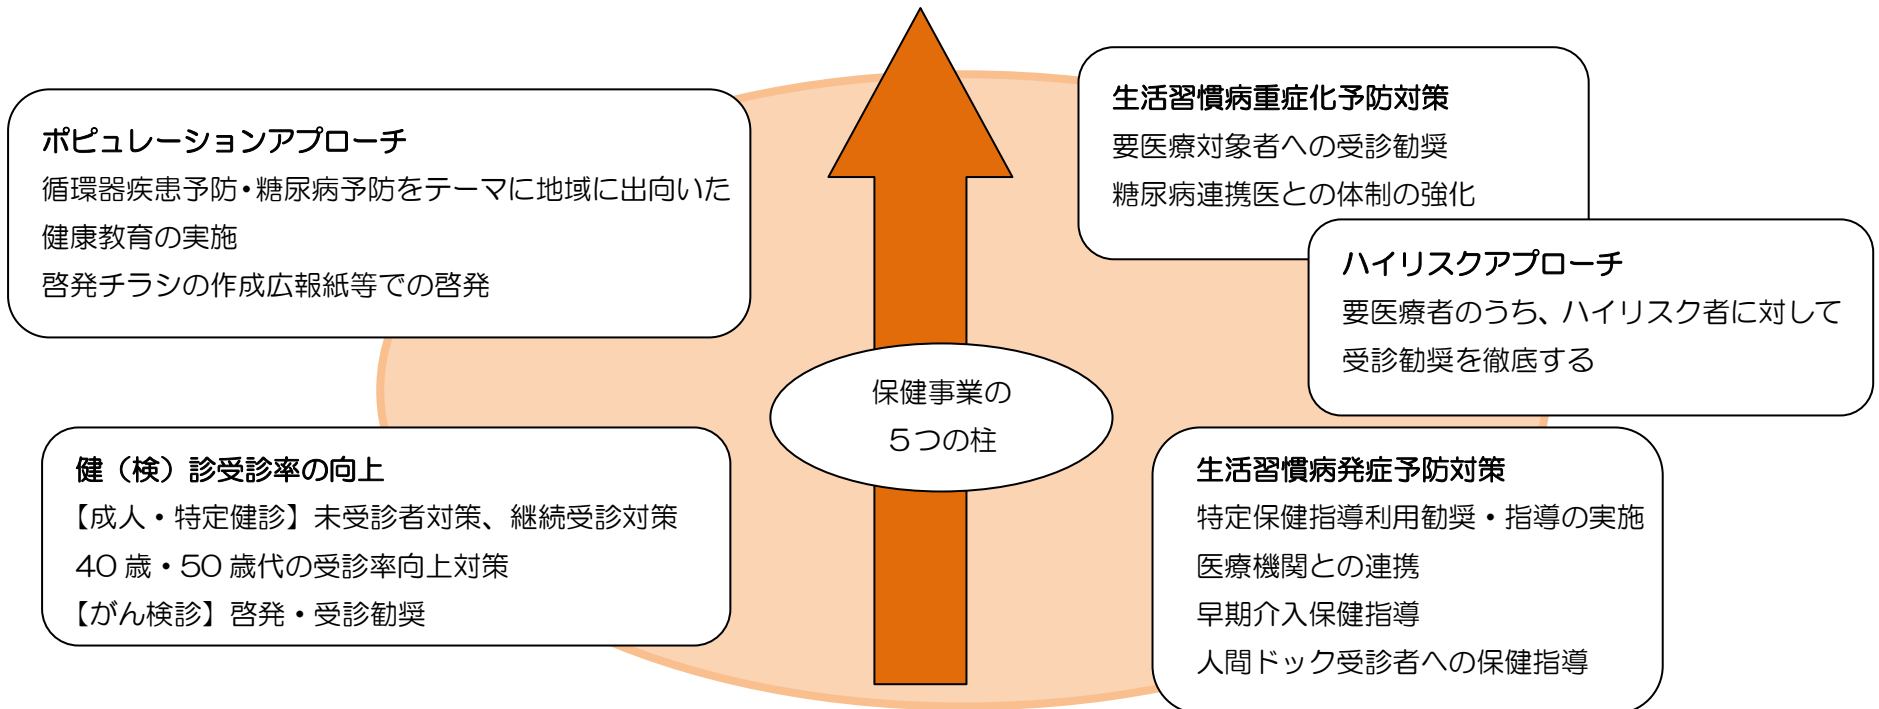 ポピュレーションアプローチ
循環器疾患予防・糖尿病予防をテーマに地域に出向いた
健康教育の実施
啓発チラシの作成広報紙等での啓発
生活習慣病重症化予防対策
要医療対象者への受診勧奨
糖尿病連携医との体制の強化
ハイリスクアプローチ
要医療者のうち、ハイリスク者に対して
受診勧奨を徹底する
保健事業の
5つの柱
健（検）診受診率の向上
【成人・特定健診】未受診者対策、継続受診対策
40歳・50歳代の受診率向上対策
【がん検診】啓発・受診勧奨
生活習慣病発症予防対策
特定保健指導利用勧奨・指導の実施
医療機関との連携
早期介入保健指導
人間ドック受診者への保健指導